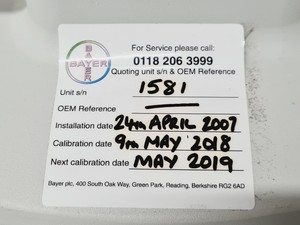 BAYER
BAYER
For Service please call:
0118 206 3999
Quoting unit s/n & OEM Reference
Unit s/n 1581
OEM Reference
Installation date 24TH APRIL 2007
Calibration date 9TH MAY 2018
Next calibration date MAY 2019
Bayer plc, 400 South Oak Way, Green Park, Reading, Berkshire RG2 6AD